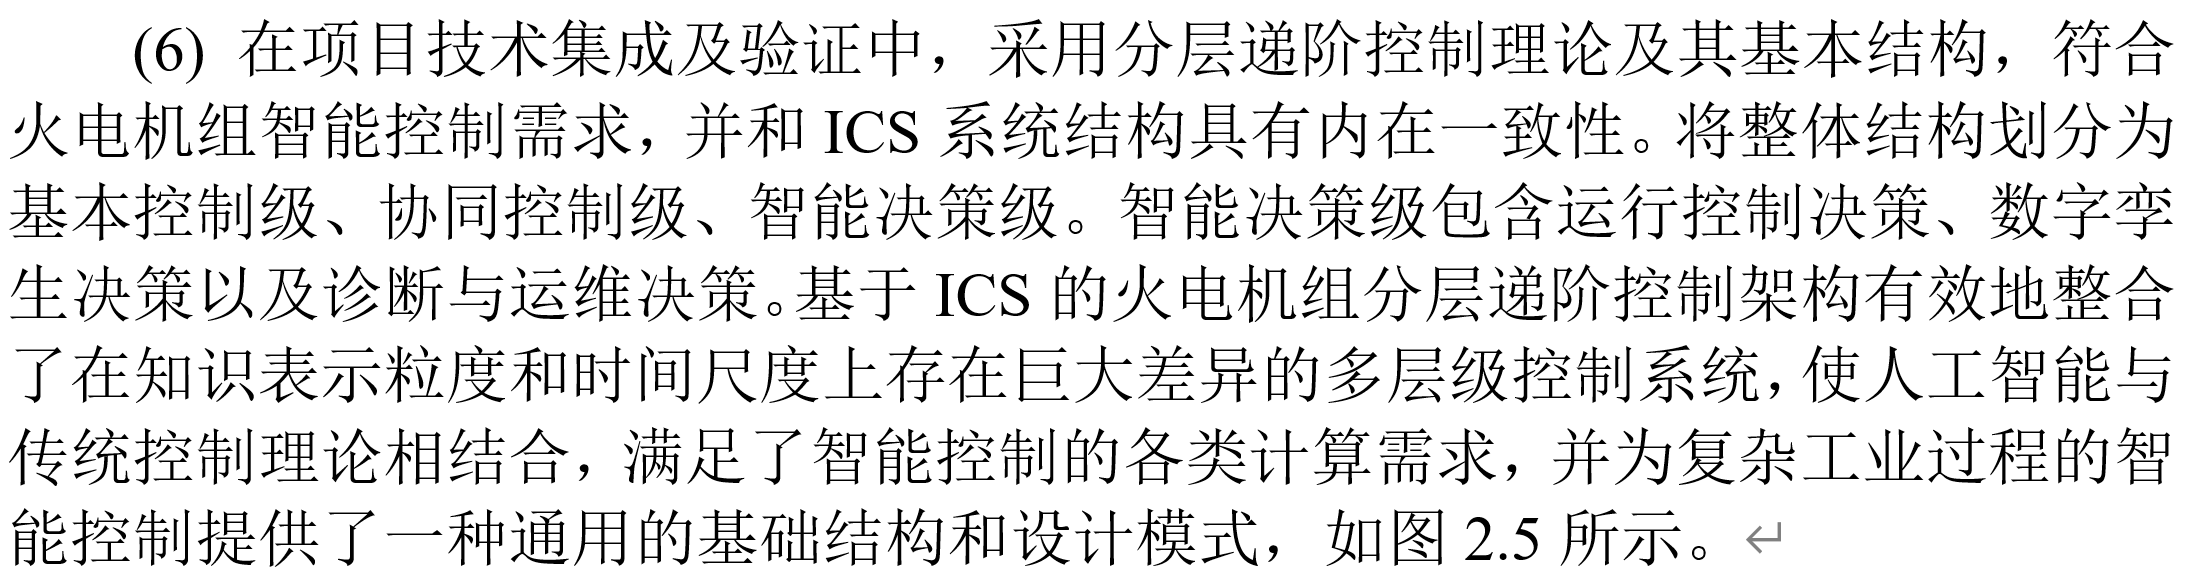 (6) 在项目技术集成及验证中，采用分层递阶控制理论及其基本结构，符合
火电机组智能控制需求，并和 ICS 系统结构具有内在一致性。将整体结构划分为
基本控制级、协同控制级、智能决策级。智能决策级包含运行控制决策、数字孪
生决策以及诊断与运维决策。基于 ICS 的火电机组分层递阶控制架构有效地整合
了在知识表示粒度和时间尺度上存在巨大差异的多层级控制系统，使人工智能与
传统控制理论相结合，满足了智能控制的各类计算需求，并为复杂工业过程的智
能控制提供了一种通用的基础结构和设计模式，如图 2.5 所示。↵